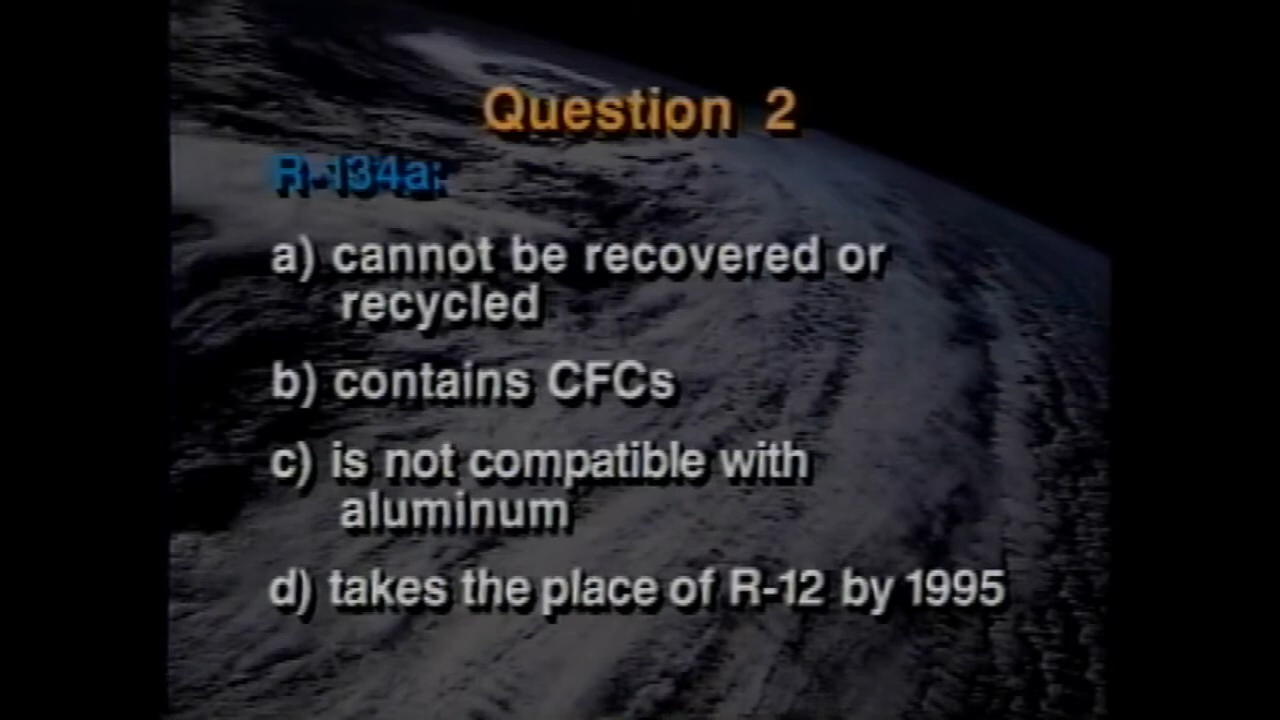 Question 2
R-134a:
a) cannot be recovered or
recycled
b) contains CFCs
c) is not compatible with
aluminum
d) takes the place of R-12 by 1995